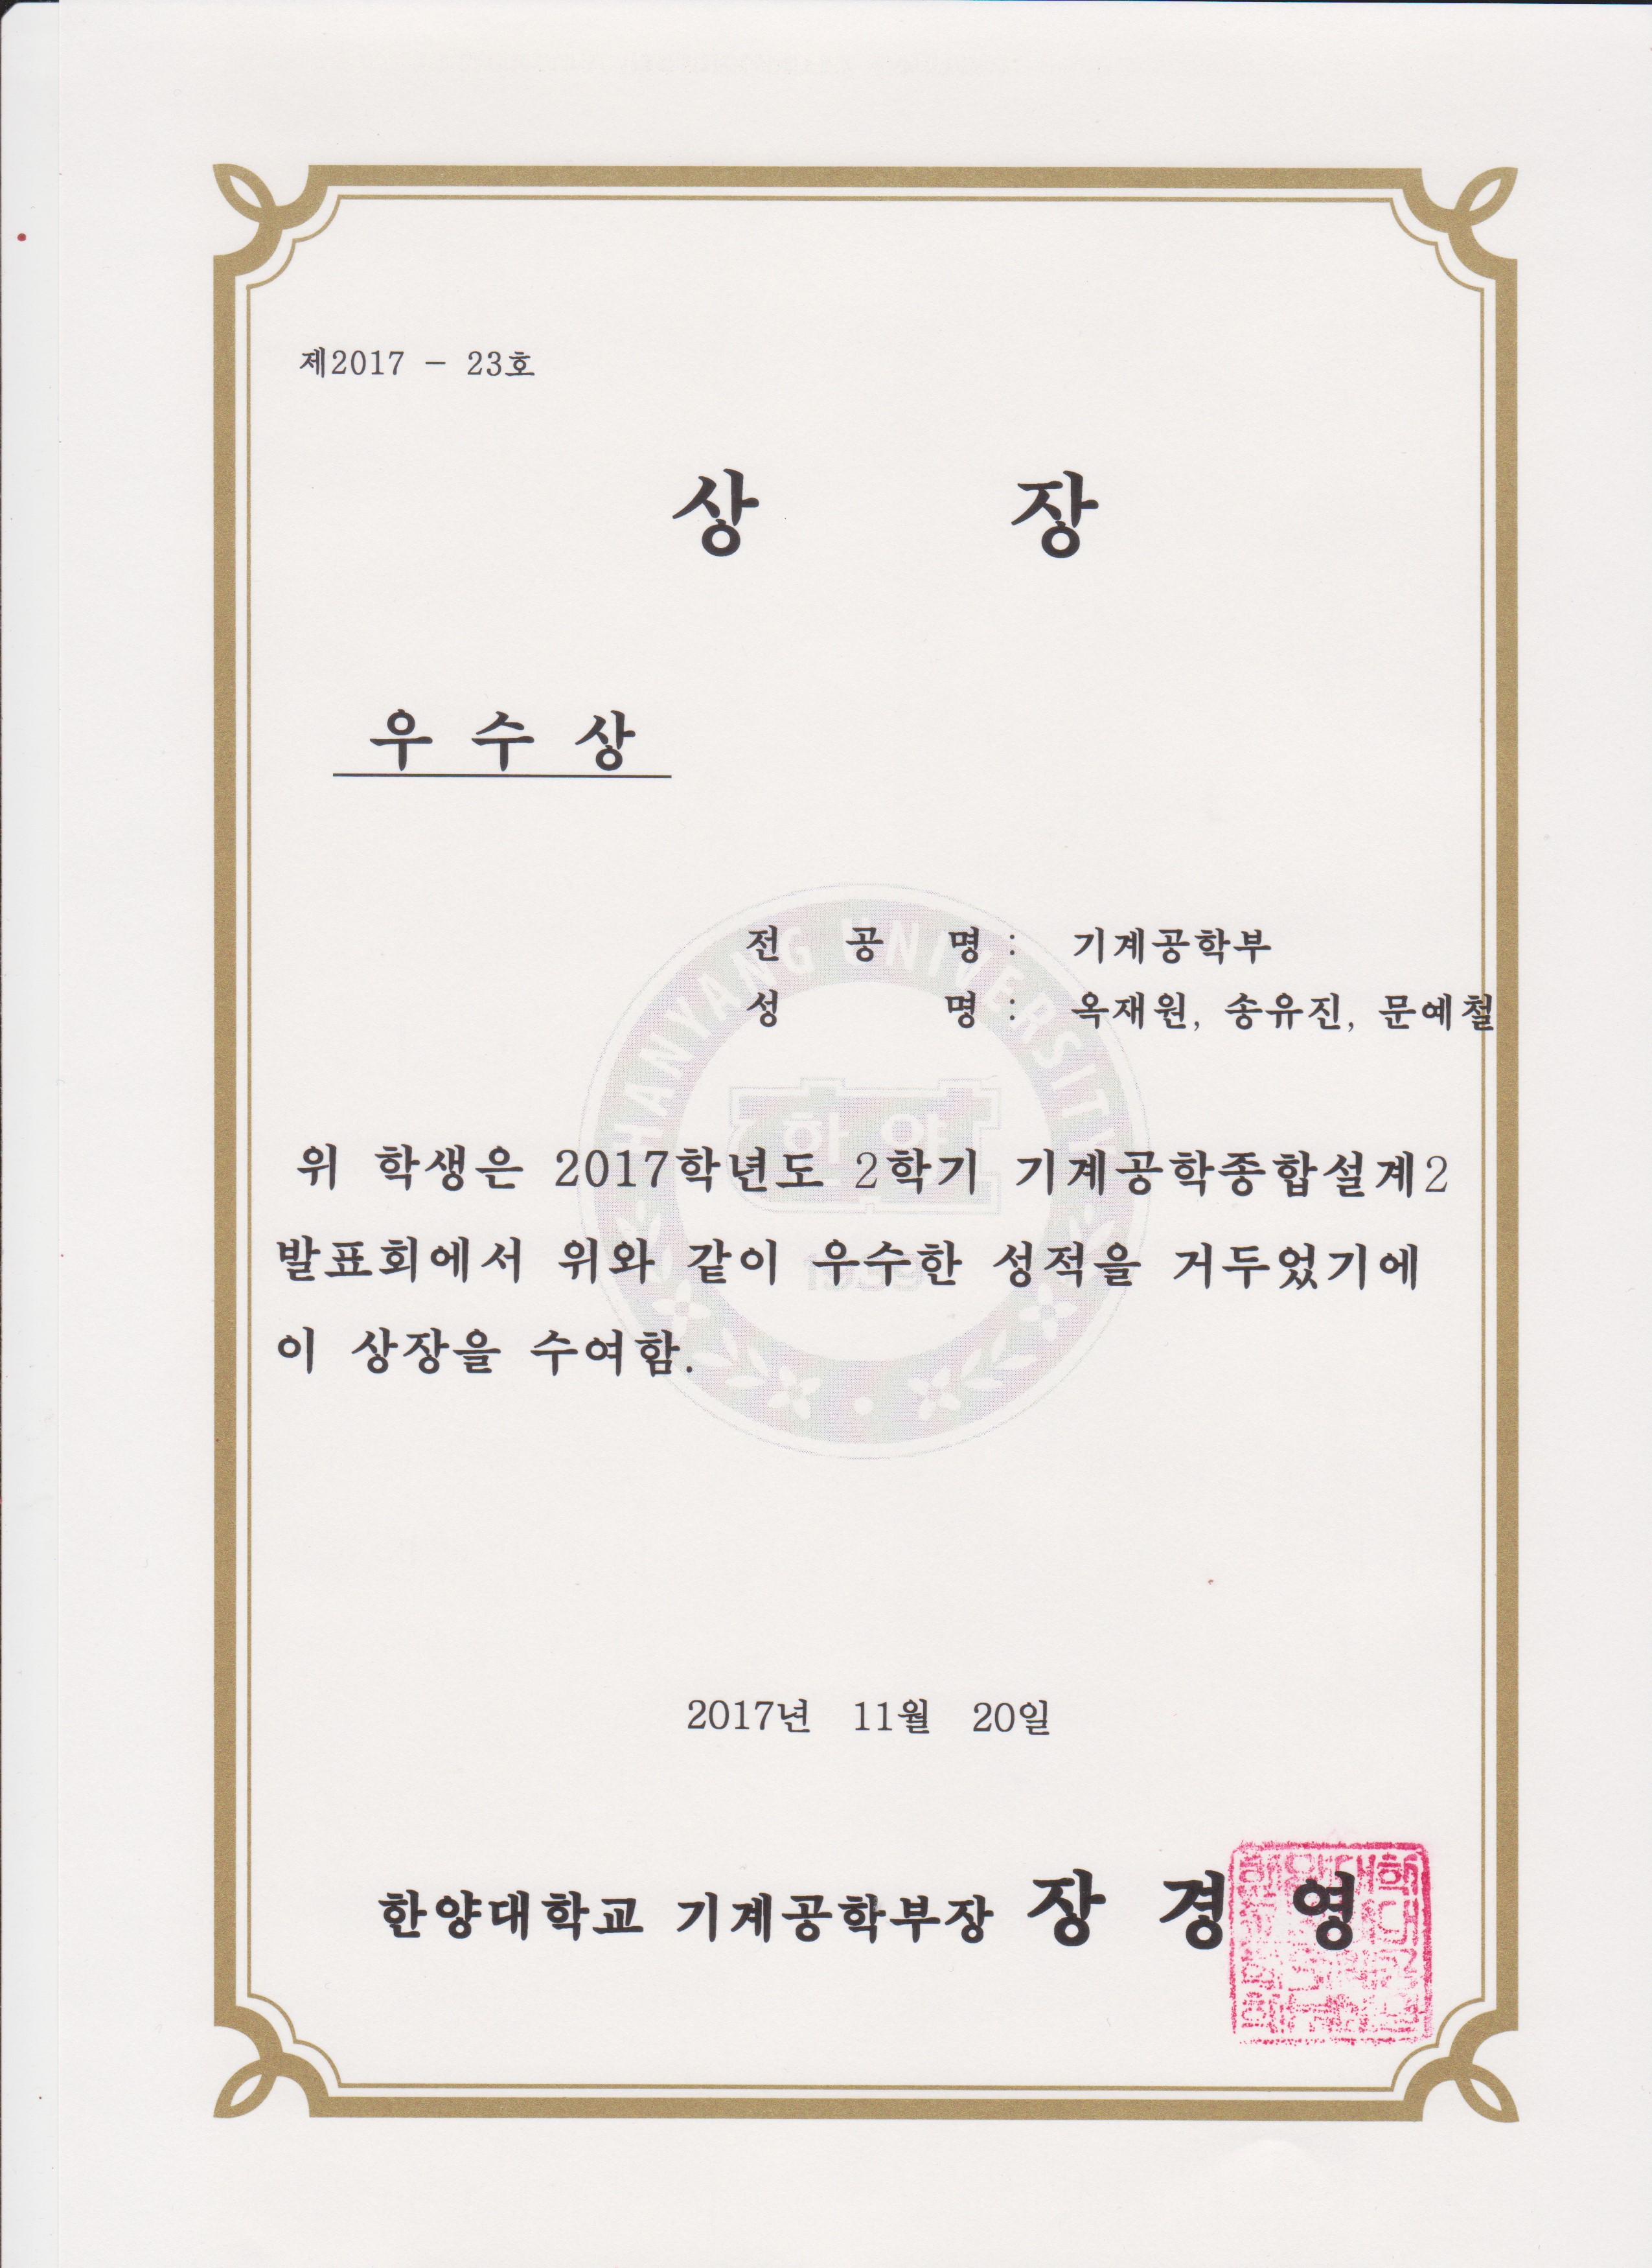 제2017 - 23호
상 장
우 수 상
전 공 명 : 기계공학부
성 명 : 옥재원, 송유진, 문예철
HANYANG UNIVERSITY
한양
1939
위 학생은 2017학년도 2학기 기계공학종합설계2
발표회에서 위와 같이 우수한 성적을 거두었기에
이 상장을 수여함.
2017년 11월 20일
한양대학교 기계공학부장 장 경 영